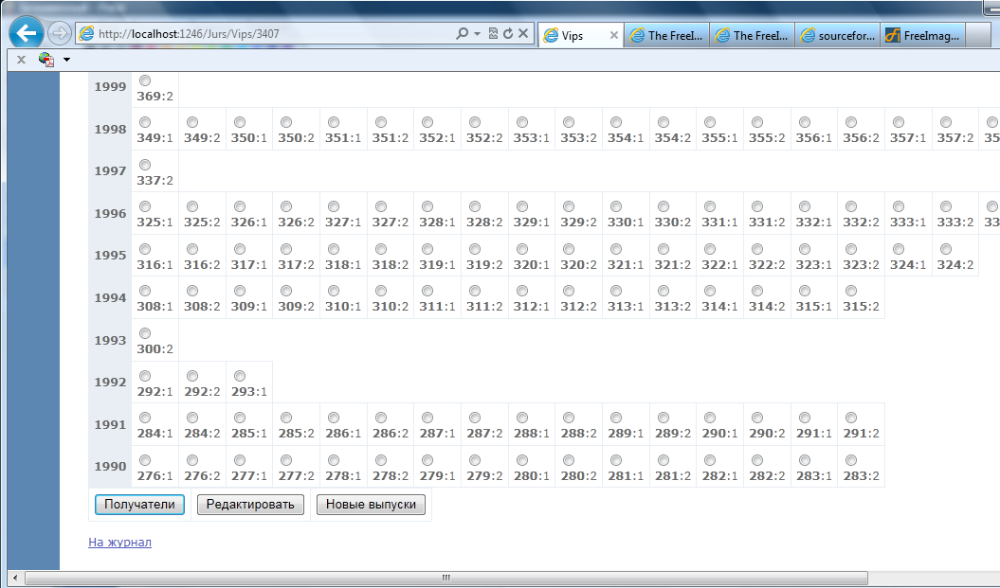 http://localhost:1246/Jurs/Vips/3407 Vips The FreeI... The FreeI... sourcefor... FreeImag...
1999 369:2
1998 349:1 349:2 350:1 350:2 351:1 351:2 352:1 352:2 353:1 353:2 354:1 354:2 355:1 355:2 356:1 356:2 357:1 357:2 35
1997 337:2
1996 325:1 325:2 326:1 326:2 327:1 327:2 328:1 328:2 329:1 329:2 330:1 330:2 331:1 331:2 332:1 332:2 333:1 333:2 33
1995 316:1 316:2 317:1 317:2 318:1 318:2 319:1 319:2 320:1 320:2 321:1 321:2 322:1 322:2 323:1 323:2 324:1 324:2
1994 308:1 308:2 309:1 309:2 310:1 310:2 311:1 311:2 312:1 312:2 313:1 313:2 314:1 314:2 315:1 315:2
1993 300:2
1992 292:1 292:2 293:1
1991 284:1 284:2 285:1 285:2 286:1 286:2 287:1 287:2 288:1 288:2 289:1 289:2 290:1 290:2 291:1 291:2
1990 276:1 276:2 277:1 277:2 278:1 278:2 279:1 279:2 280:1 280:2 281:1 281:2 282:1 282:2 283:1 283:2
Получатели Редактировать Новые выпуски
На журнал